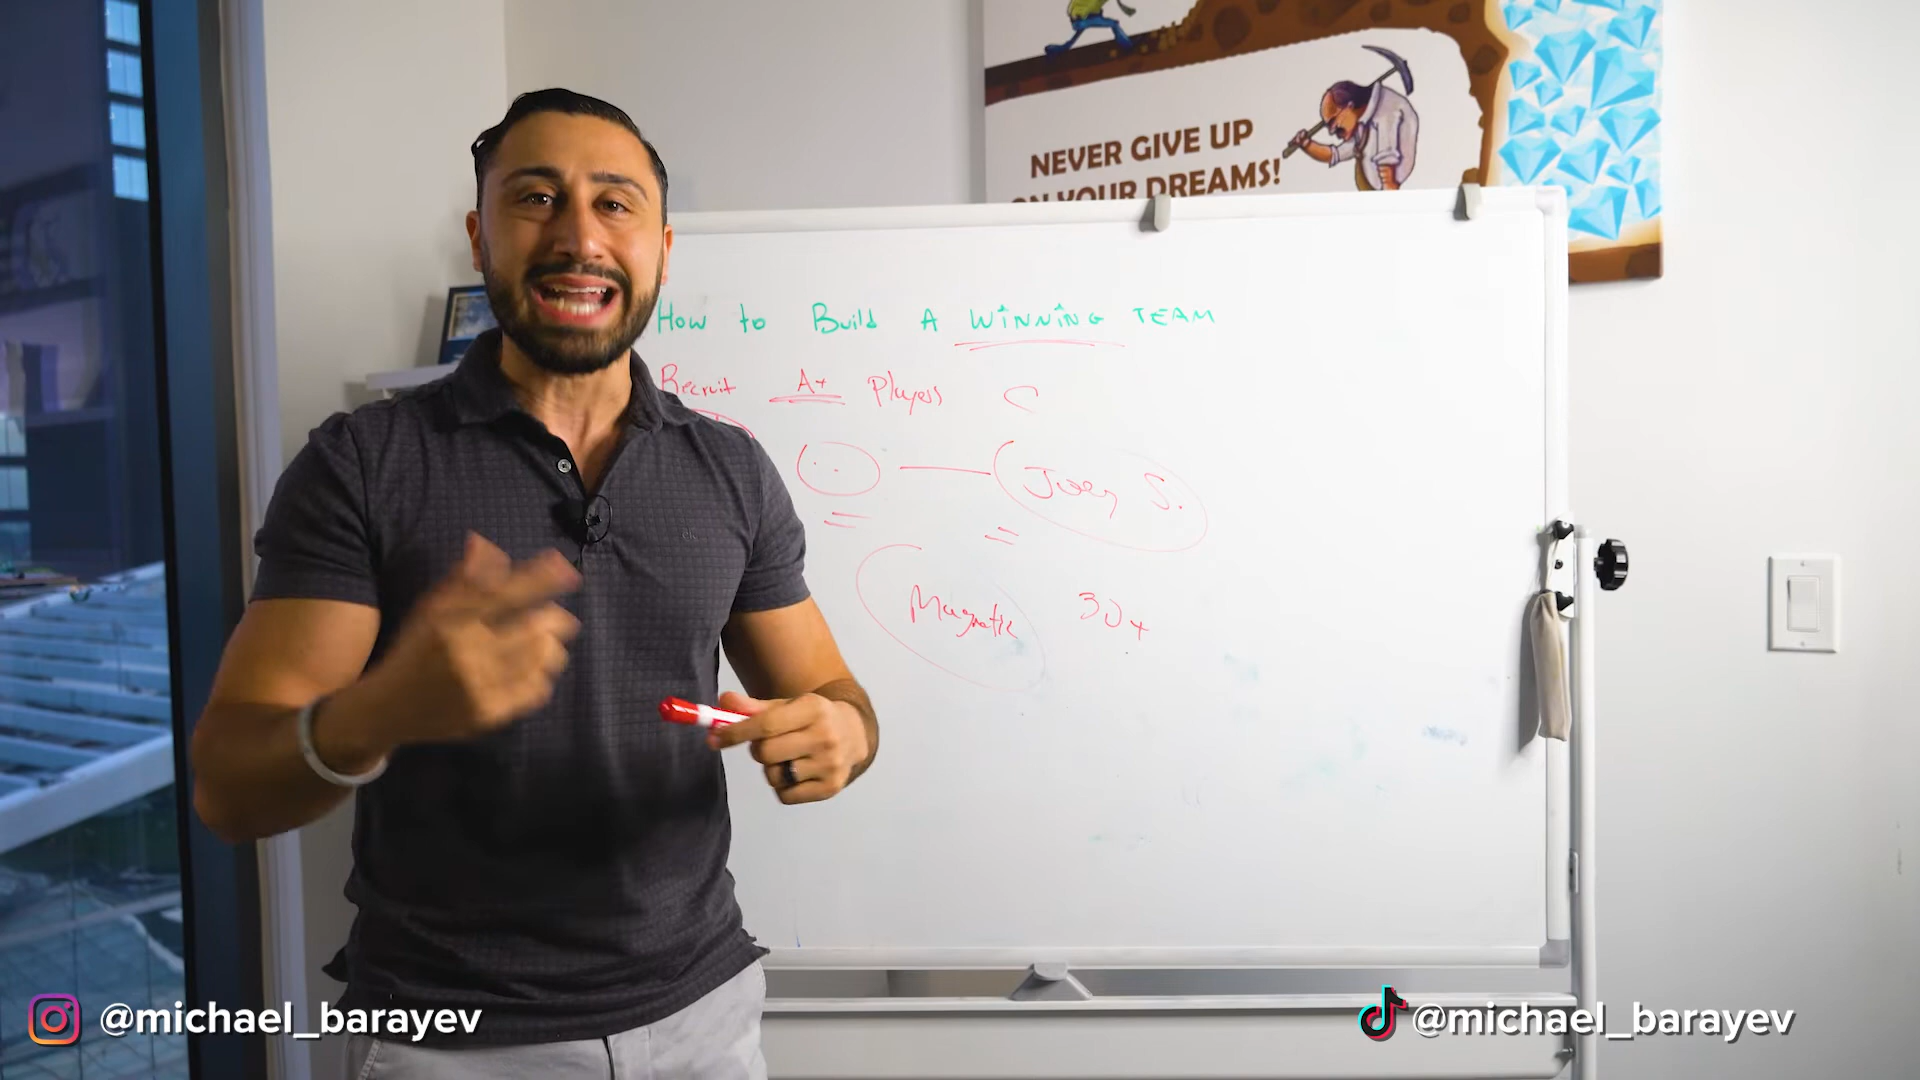 NEVER GIVE UP
ON YOUR DREAMS!
How to Build A WINNING TEAM
Recruit A+ Players C
Joey S.
Magnetic 30+
@michael_barayev
@michael_barayev